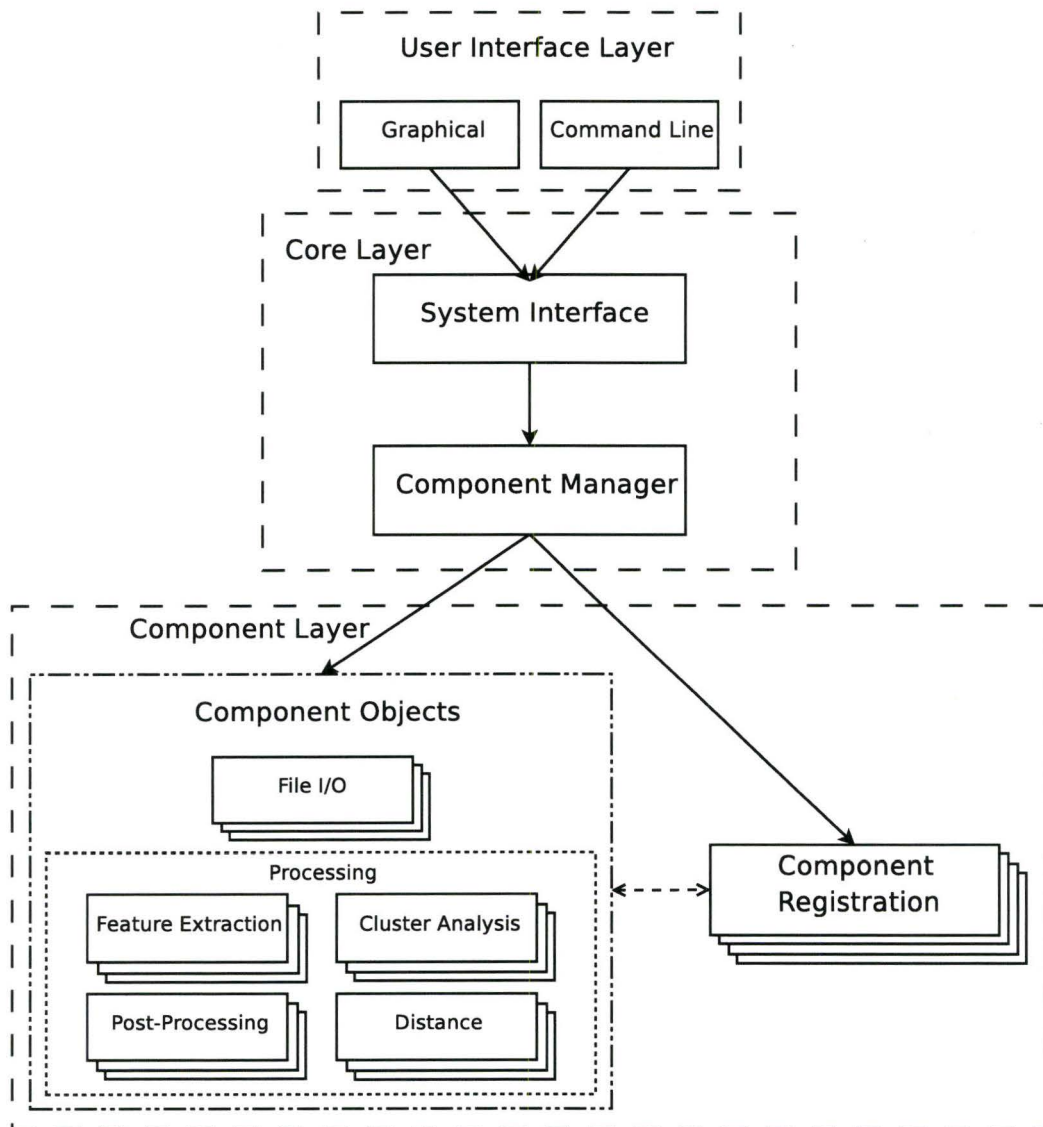 User Interface Layer
Graphical
Command Line
Core Layer
System Interface
Component Manager
Component Layer
Component Objects
File I/O
Processing
Feature Extraction
Cluster Analysis
Post-Processing
Distance
Component
Registration